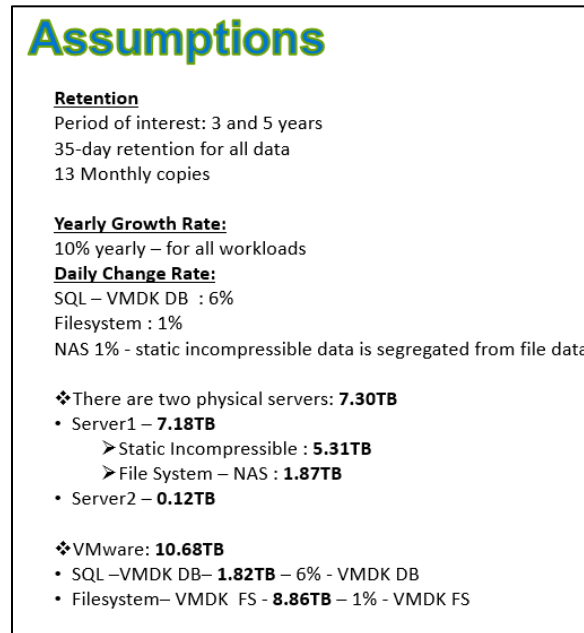 Assumptions
Retention
Period of interest: 3 and 5 years
35-day retention for all data
13 Monthly copies
Yearly Growth Rate:
10% yearly – for all workloads
Daily Change Rate:
SQL – VMDK DB  : 6%
Filesystem : 1%
NAS 1% - static incompressible data is segregated from file data
❖There are two physical servers: 7.30TB
• Server1 – 7.18TB
➢Static Incompressible : 5.31TB
➢File System – NAS : 1.87TB
• Server2 – 0.12TB
❖VMware: 10.68TB
• SQL –VMDK DB– 1.82TB – 6% - VMDK DB
• Filesystem– VMDK  FS - 8.86TB – 1% - VMDK FS